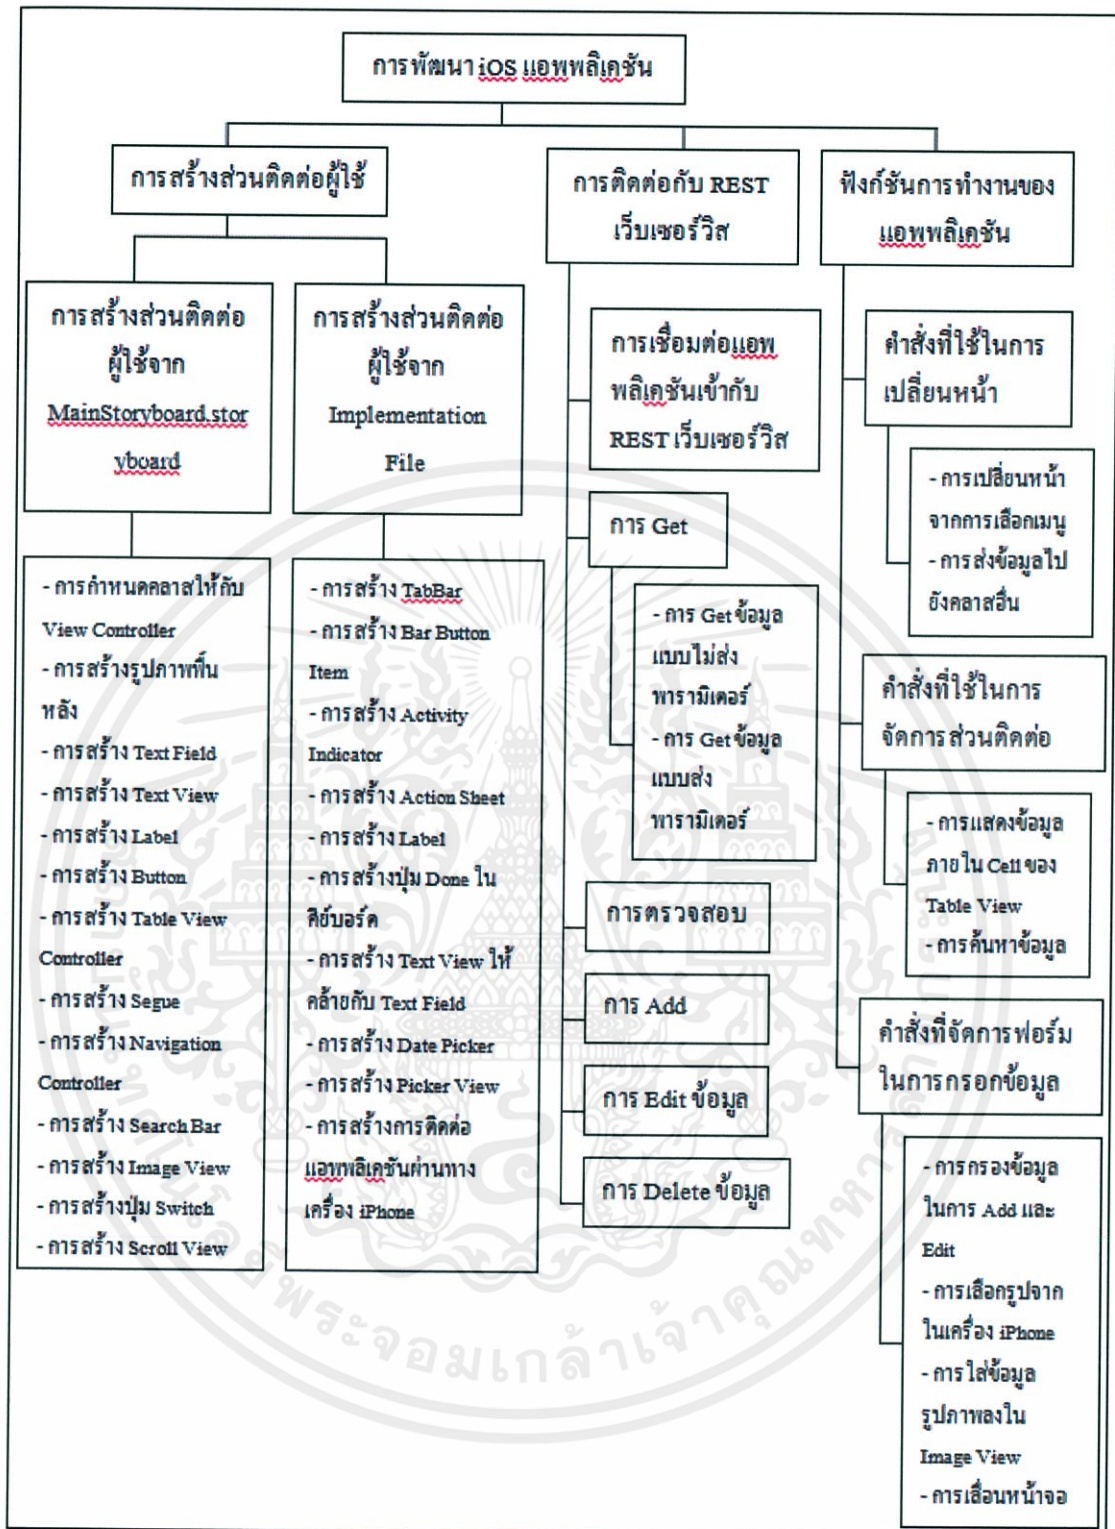 การพัฒนา iOS แอพพลิเคชัน
การสร้างส่วนติดต่อผู้ใช้
การสร้างส่วนติดต่อ
ผู้ใช้จาก
MainStoryboard.stor
yboard
- การกำหนดคลาสให้กับ
View Controller
- การสร้างรูปภาพพื้น
หลัง
- การสร้าง Text Field
- การสร้าง Text View
- การสร้าง Label
- การสร้าง Button
- การสร้าง Table View
Controller
- การสร้าง Segue
- การสร้าง Navigation
Controller
- การสร้าง Search Bar
- การสร้าง Image View
- การสร้างปุ่ม Switch
- การสร้าง Scroll View
การสร้างส่วนติดต่อ
ผู้ใช้จาก
Implementation
File
- การสร้าง TabBar
- การสร้าง Bar Button
Item
- การสร้าง Activity
Indicator
- การสร้าง Action Sheet
- การสร้าง Label
- การสร้างปุ่ม Done ใน
คีย์บอร์ด
- การสร้าง Text View ให้
คล้ายกับ Text Field
- การสร้าง Date Picker
- การสร้าง Picker View
- การสร้างการติดต่อ
แอพพลิเคชันผ่านทาง
เครื่อง iPhone
การติดต่อกับ REST
เว็บเซอร์วิส
การเชื่อมต่อแอพ
พลิเคชันเข้ากับ
REST เว็บเซอร์วิส
การ Get
- การ Get ข้อมูล
แบบไม่ส่ง
พารามิเตอร์
- การ Get ข้อมูล
แบบส่ง
พารามิเตอร์
การตรวจสอบ
การ Add
การ Edit ข้อมูล
การ Delete ข้อมูล
ฟังก์ชันการทำงานของ
แอพพลิเคชัน
คำสั่งที่ใช้ในการ
เปลี่ยนหน้า
- การเปลี่ยนหน้า
จากการเลือกเมนู
- การส่งข้อมูลไป
ยังคลาสอื่น
คำสั่งที่ใช้ในการ
จัดการส่วนติดต่อ
- การแสดงข้อมูล
ภายใน Cell ของ
Table View
- การค้นหาข้อมูล
คำสั่งที่จัดการฟอร์ม
ในการกรอกข้อมูล
- การกรองข้อมูล
ในการ Add และ
Edit
- การเลือกรูปจาก
ในเครื่อง iPhone
- การใส่ข้อมูล
รูปภาพลงใน
Image View
- การเลื่อนหน้าจอ
พระจอมเกล้าเจ้าคุณทหาร